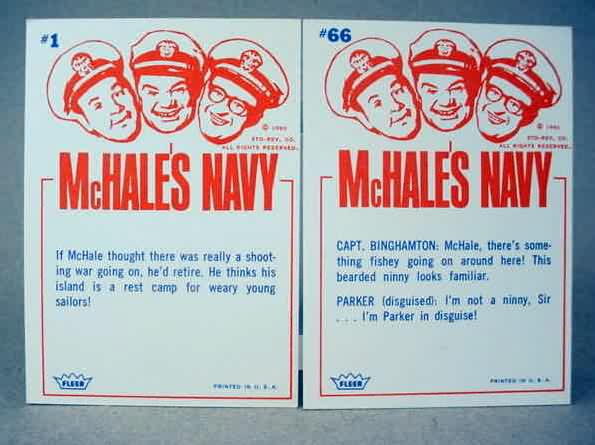 #1
© 1965
STO-REV. CO.
ALL RIGHTS RESERVED.
McHALE'S NAVY
If McHale thought there was really a shoot-
ing war going on, he'd retire. He thinks his
island is a rest camp for weary young
sailors!
FLEER
PRINTED IN U. S. A.
#66
© 1965
STO-REV. CO.
ALL RIGHTS RESERVED.
McHALE'S NAVY
CAPT. BINGHAMTON: McHale, there's some-
thing fishey going on around here! This
bearded ninny looks familiar.
PARKER (disguised): I'm not a ninny, Sir
. . . I'm Parker in disguise!
FLEER
PRINTED IN U. S. A.